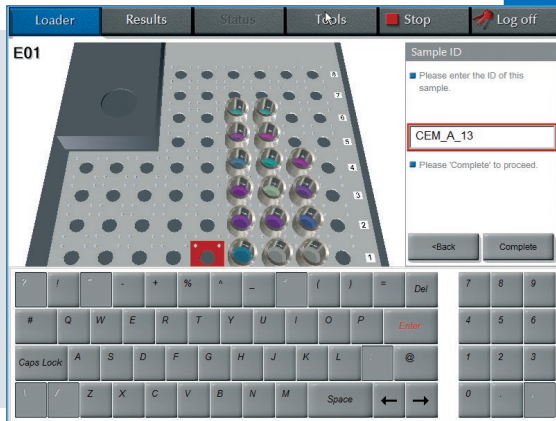 Loader Results Status Tools Stop Log off
E01
Sample ID
Please enter the ID of this
sample.
CEM_A_13
Please 'Complete' to proceed.
<Back Complete
8
7
6
5
4
3
2
1
? ! - + % ^ _ ( ) = Del 7 8 9
# Q W E R T Y U I O P Enter 4 5 6
Caps Lock A S D F G H J K L : @ 1 2 3
\ / Z X C V B N M Space ← → 0 .